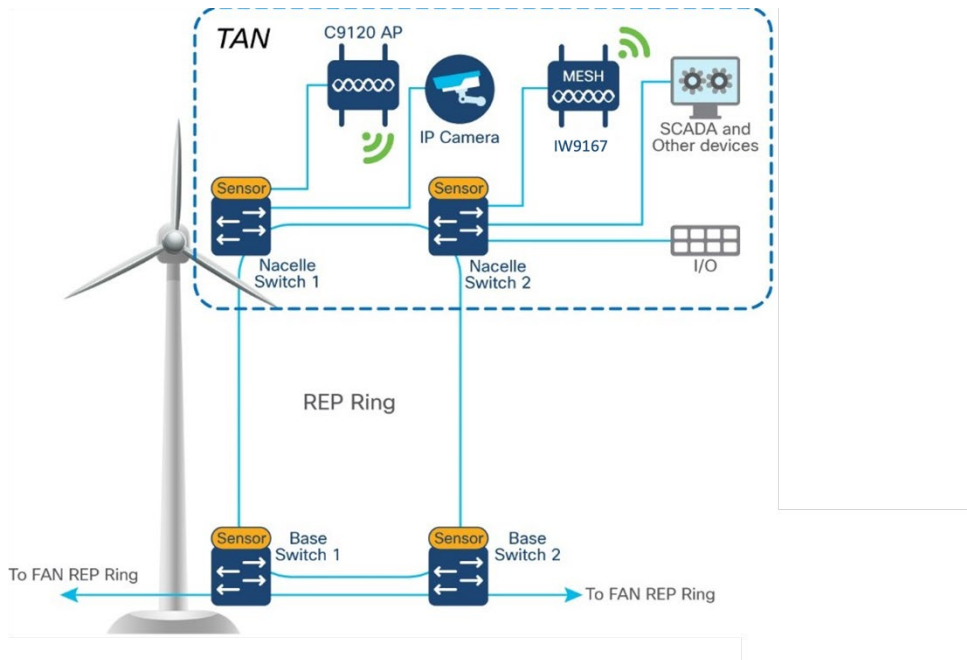 TAN
C9120 AP
IP Camera
MESH
IW9167
SCADA and
Other devices
Sensor
Sensor
I/O
Nacelle
Switch 1
Nacelle
Switch 2
REP Ring
Sensor
Base
Switch 1
Sensor
Base
Switch 2
To FAN REP Ring
To FAN REP Ring